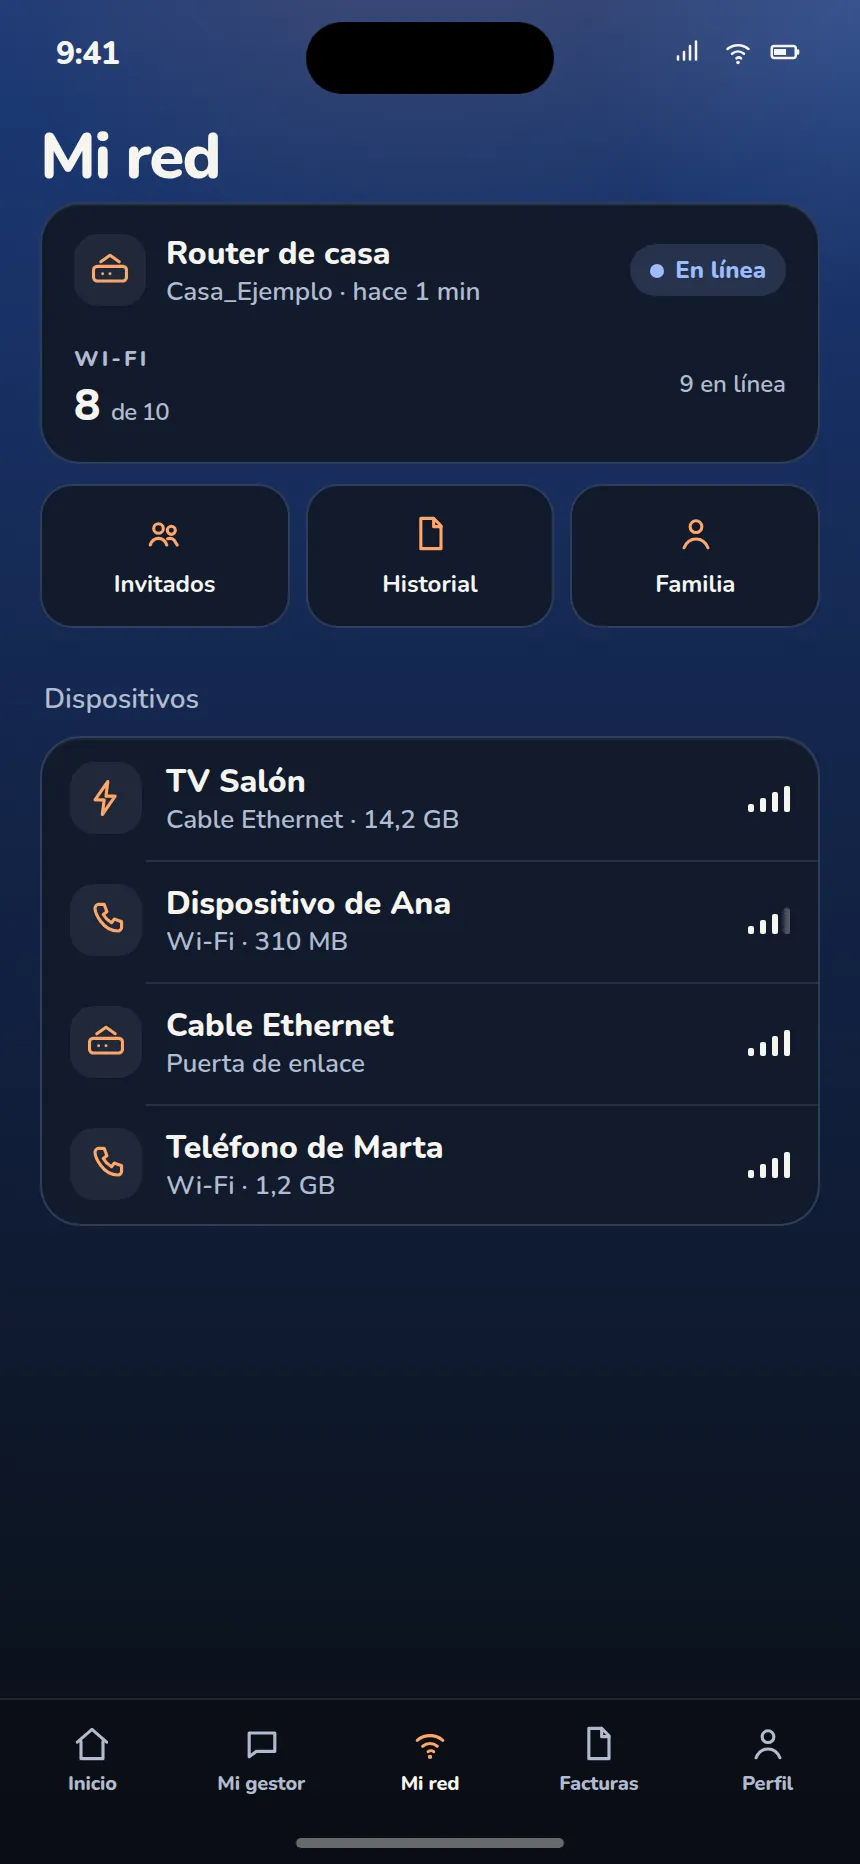 9:41
Mi red
Router de casa
Casa_Ejemplo · hace 1 min
En línea
WI-FI
8 de 10
9 en línea
Invitados
Historial
Familia
Dispositivos
TV Salón
Cable Ethernet · 14,2 GB
Dispositivo de Ana
Wi-Fi · 310 MB
Cable Ethernet
Puerta de enlace
Teléfono de Marta
Wi-Fi · 1,2 GB
Inicio
Mi gestor
Mi red
Facturas
Perfil